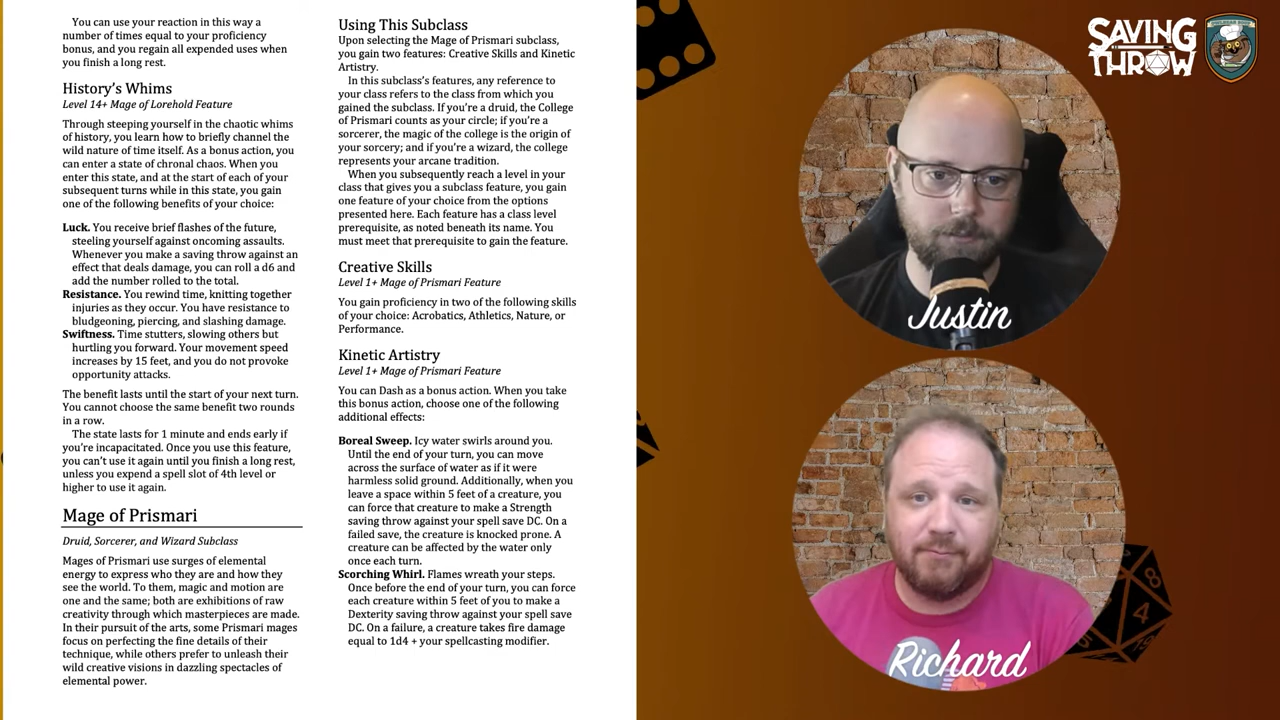 You can use your reaction in this way a
number of times equal to your proficiency
bonus, and you regain all expended uses when
you finish a long rest.
History's Whims
Level 14+ Mage of Lorehold Feature
Through steeping yourself in the chaotic whims
of history, you learn how to briefly channel the
wild nature of time itself. As a bonus action, you
can enter a state of chronal chaos. When you
enter this state, and at the start of each of your
subsequent turns while in this state, you gain
one of the following benefits of your choice:
Luck. You receive brief flashes of the future,
steeling yourself against oncoming assaults.
Whenever you make a saving throw against an
effect that deals damage, you can roll a d6 and
add the number rolled to the total.
Resistance. You rewind time, knitting together
injuries as they occur. You have resistance to
bludgeoning, piercing, and slashing damage.
Swiftness. Time stutters, slowing others but
hurtling you forward. Your movement speed
increases by 15 feet, and you do not provoke
opportunity attacks.
The benefit lasts until the start of your next turn.
You cannot choose the same benefit two rounds
in a row.
The state lasts for 1 minute and ends early if
you're incapacitated. Once you use this feature,
you can't use it again until you finish a long rest,
unless you expend a spell slot of 4th level or
higher to use it again.
Mage of Prismari
Druid, Sorcerer, and Wizard Subclass
Mages of Prismari use surges of elemental
energy to express who they are and how they
see the world. To them, magic and motion are
one and the same; both are exhibitions of raw
creativity through which masterpieces are made.
In their pursuit of the arts, some Prismari mages
focus on perfecting the fine details of their
technique, while others prefer to unleash their
wild creative visions in dazzling spectacles of
elemental power.
Using This Subclass
Upon selecting the Mage of Prismari subclass,
you gain two features: Creative Skills and Kinetic
Artistry.
In this subclass's features, any reference to
your class refers to the class from which you
gained the subclass. If you're a druid, the College
of Prismari counts as your circle; if you're a
sorcerer, the magic of the college is the origin of
your sorcery; and if you're a wizard, the college
represents your arcane tradition.
When you subsequently reach a level in your
class that gives you a subclass feature, you gain
one feature of your choice from the options
presented here. Each feature has a class level
prerequisite, as noted beneath its name. You
must meet that prerequisite to gain the feature.
Creative Skills
Level 1+ Mage of Prismari Feature
You gain proficiency in two of the following skills
of your choice: Acrobatics, Athletics, Nature, or
Performance.
Kinetic Artistry
Level 1+ Mage of Prismari Feature
You can Dash as a bonus action. When you take
this bonus action, choose one of the following
additional effects:
Boreal Sweep. Icy water swirls around you.
Until the end of your turn, you can move
across the surface of water as if it were
harmless solid ground. Additionally, when you
leave a space within 5 feet of a creature, you
can force that creature to make a Strength
saving throw against your spell save DC. On a
failed save, the creature is knocked prone. A
creature can be affected by the water only
once each turn.
Scorching Whirl. Flames wreath your steps.
Once before the end of your turn, you can force
each creature within 5 feet of you to make a
Dexterity saving throw against your spell save
DC. On a failure, a creature takes fire damage
equal to 1d4 + your spellcasting modifier.
SAVING
THROW
Justin
Richard
8
4